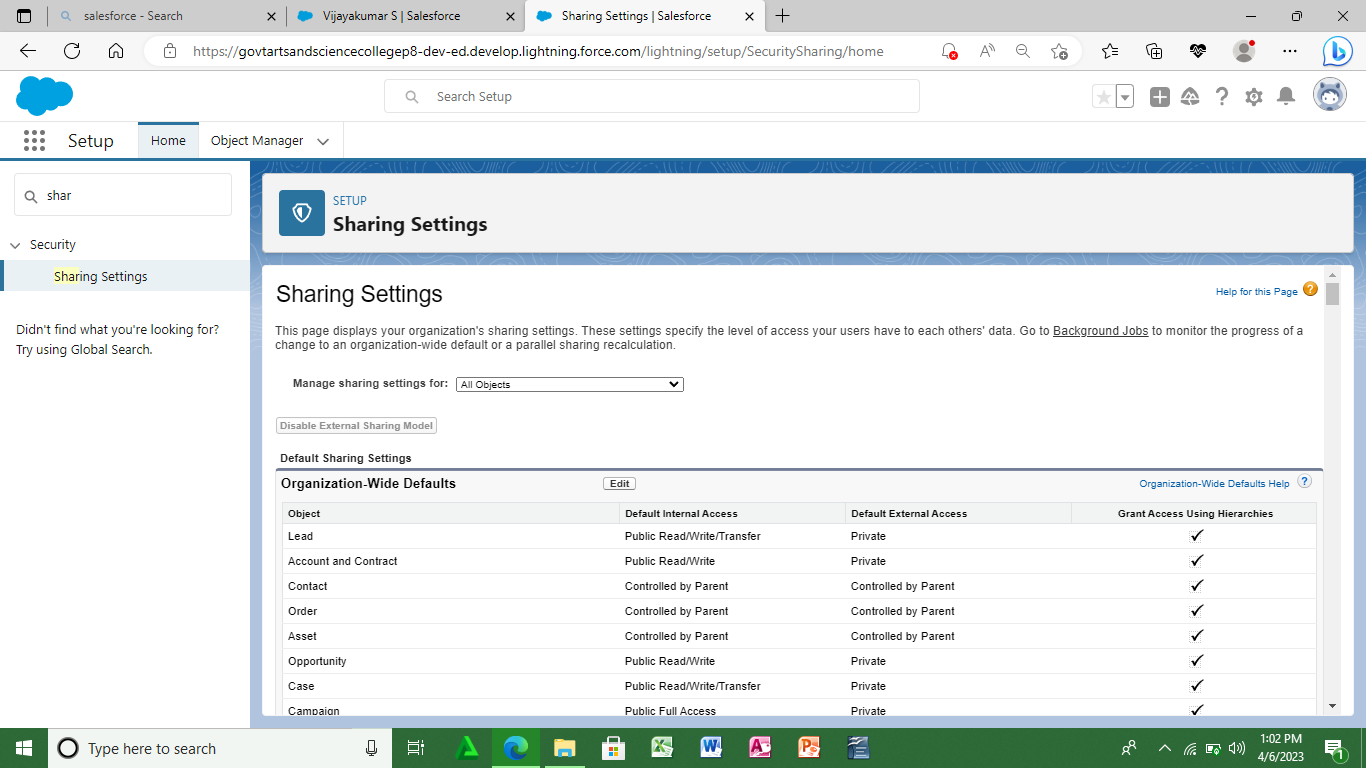 salesforce - Search
Vijayakumar S | Salesforce
Sharing Settings | Salesforce
https://govtartsandsciencecollegep8-dev-ed.develop.lightning.force.com/lightning/setup/SecuritySharing/home
Search Setup
Setup
Home
Object Manager
shar
Security
Sharing Settings
Didn't find what you're looking for?
Try using Global Search.
SETUP
Sharing Settings
Sharing Settings
Help for this Page ?
This page displays your organization's sharing settings. These settings specify the level of access your users have to each others' data. Go to Background Jobs to monitor the progress of a
change to an organization-wide default or a parallel sharing recalculation.
Manage sharing settings for: All Objects
Disable External Sharing Model
Default Sharing Settings
Organization-Wide Defaults Edit Organization-Wide Defaults Help ?
Object Default Internal Access Default External Access Grant Access Using Hierarchies
Lead Public Read/Write/Transfer Private
Account and Contract Public Read/Write Private
Contact Controlled by Parent Controlled by Parent
Order Controlled by Parent Controlled by Parent
Asset Controlled by Parent Controlled by Parent
Opportunity Public Read/Write Private
Case Public Read/Write/Transfer Private
Campaign Public Full Access Private
Type here to search
1:02 PM
4/6/2023
1